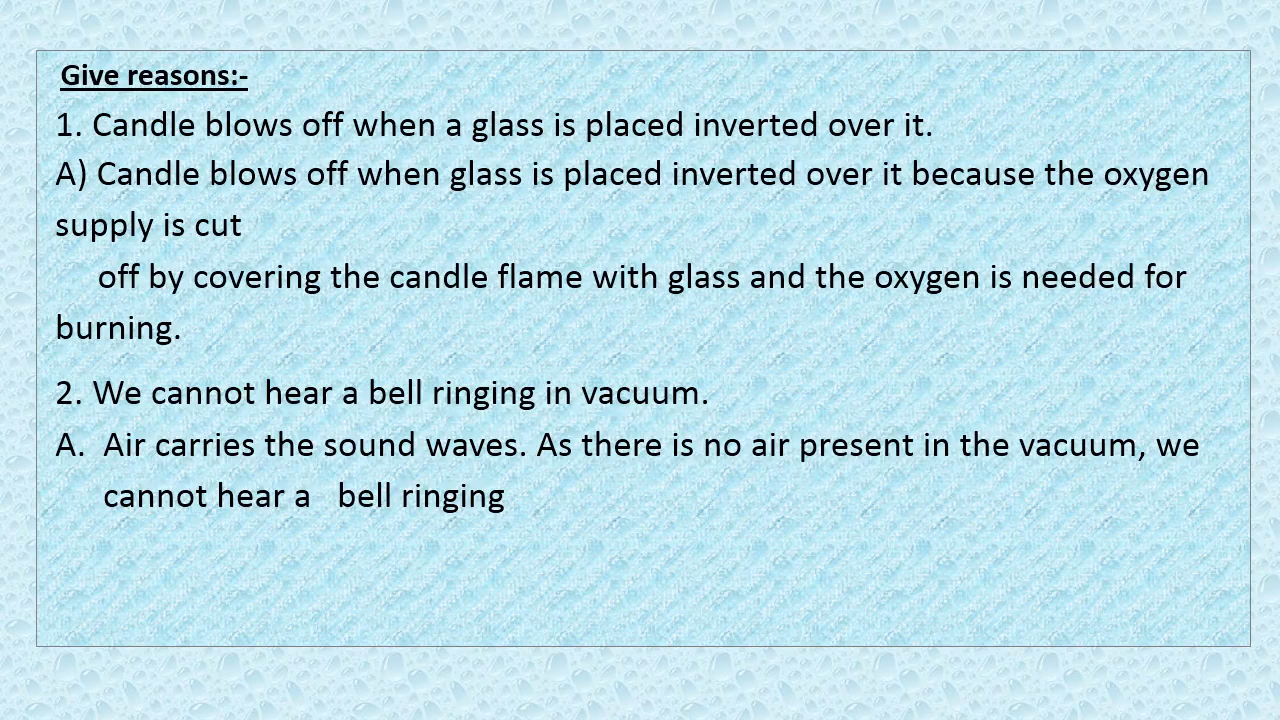 Give reasons:-
1. Candle blows off when a glass is placed inverted over it.
A) Candle blows off when glass is placed inverted over it because the oxygen
supply is cut
off by covering the candle flame with glass and the oxygen is needed for
burning.
2. We cannot hear a bell ringing in vacuum.
A. Air carries the sound waves. As there is no air present in the vacuum, we
cannot hear a bell ringing